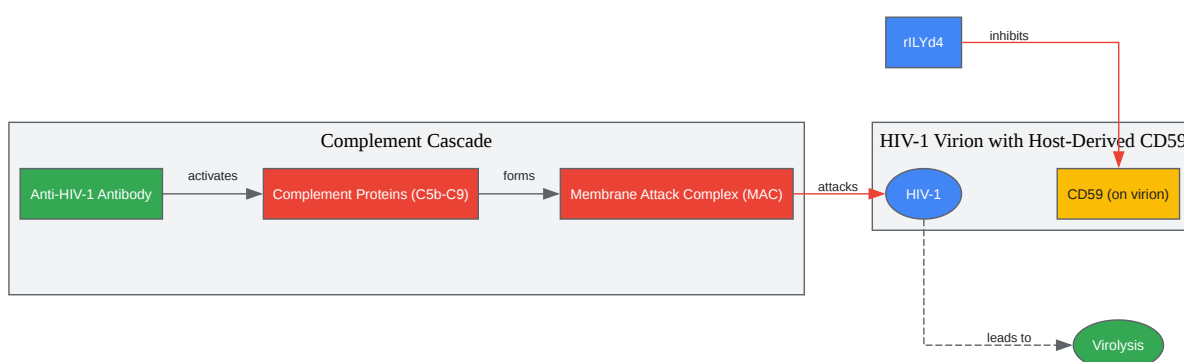 rILYd4
inhibits
Complement Cascade
HIV-1 Virion with Host-Derived CD59
Anti-HIV-1 Antibody
activates
Complement Proteins (C5b-C9)
forms
Membrane Attack Complex (MAC)
attacks
HIV-1
CD59 (on virion)
leads to
Virolysis